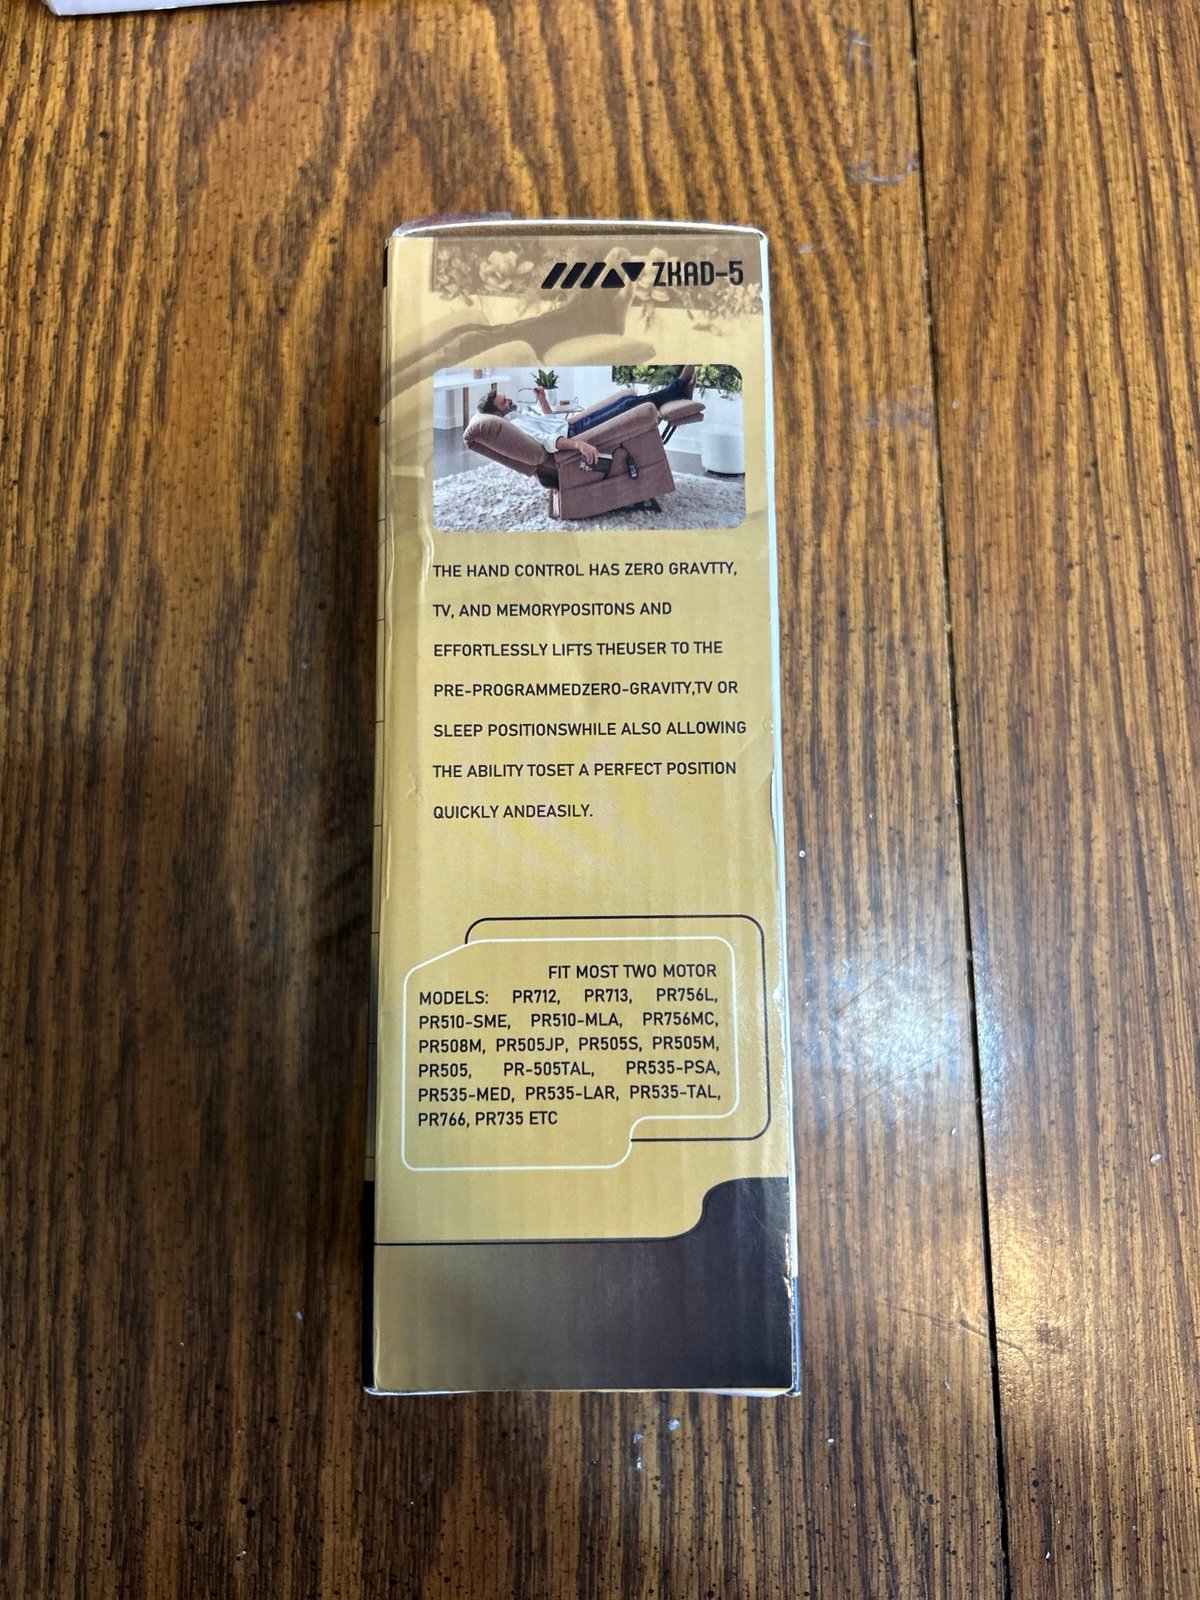 ZKAD-5
THE HAND CONTROL HAS ZERO GRAVTTY,
TV, AND MEMORYPOSITONS AND
EFFORTLESSLY LIFTS THEUSER TO THE
PRE-PROGRAMMEDZERO-GRAVITY,TV OR
SLEEP POSITIONSWHILE ALSO ALLOWING
THE ABILITY TOSET A PERFECT POSITION
QUICKLY ANDEASILY.
FIT MOST TWO MOTOR
MODELS: PR712, PR713, PR756L,
PR510-SME, PR510-MLA, PR756MC,
PR508M, PR505JP, PR505S, PR505M,
PR505, PR-505TAL, PR535-PSA,
PR535-MED, PR535-LAR, PR535-TAL,
PR766, PR735 ETC